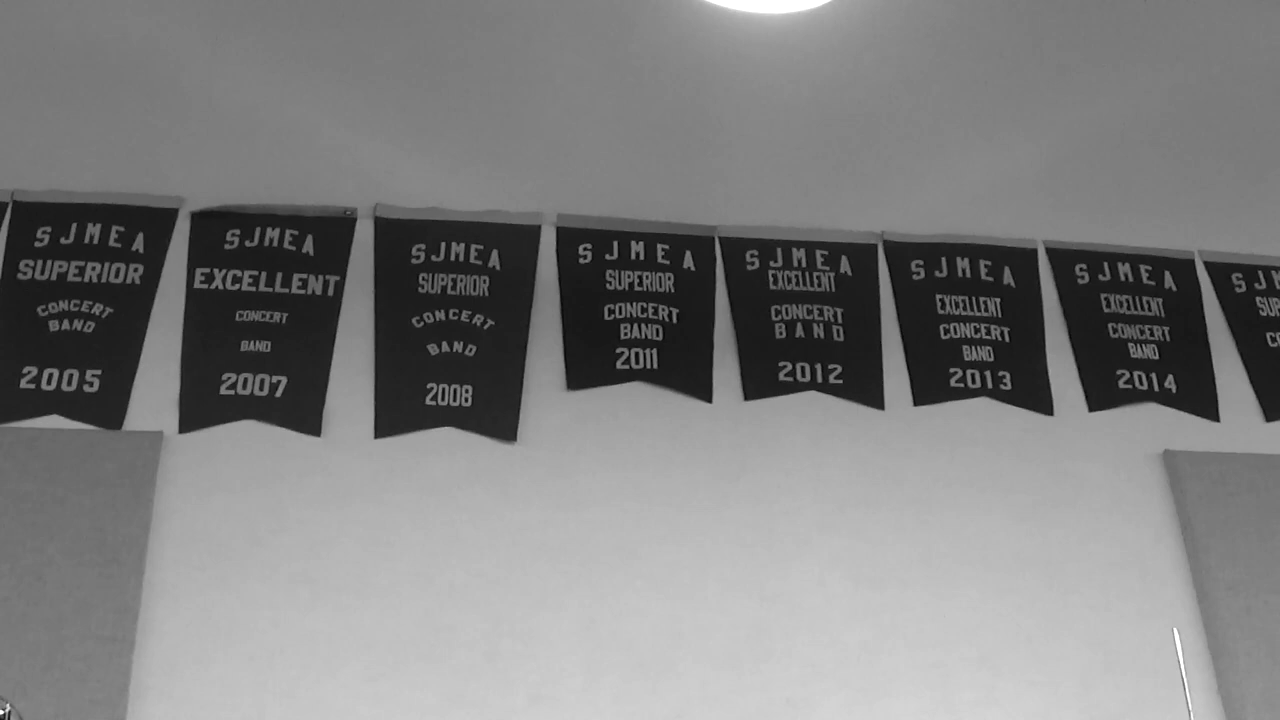 SJMEA
SUPERIOR
CONCERT
BAND
2005
SJMEA
EXCELLENT
CONCERT
BAND
2007
SJMEA
SUPERIOR
CONCERT
BAND
2008
SJMEA
SUPERIOR
CONCERT
BAND
2011
SJMEA
EXCELLENT
CONCERT
BAND
2012
SJMEA
EXCELLENT
CONCERT
BAND
2013
SJMEA
EXCELLENT
CONCERT
BAND
2014